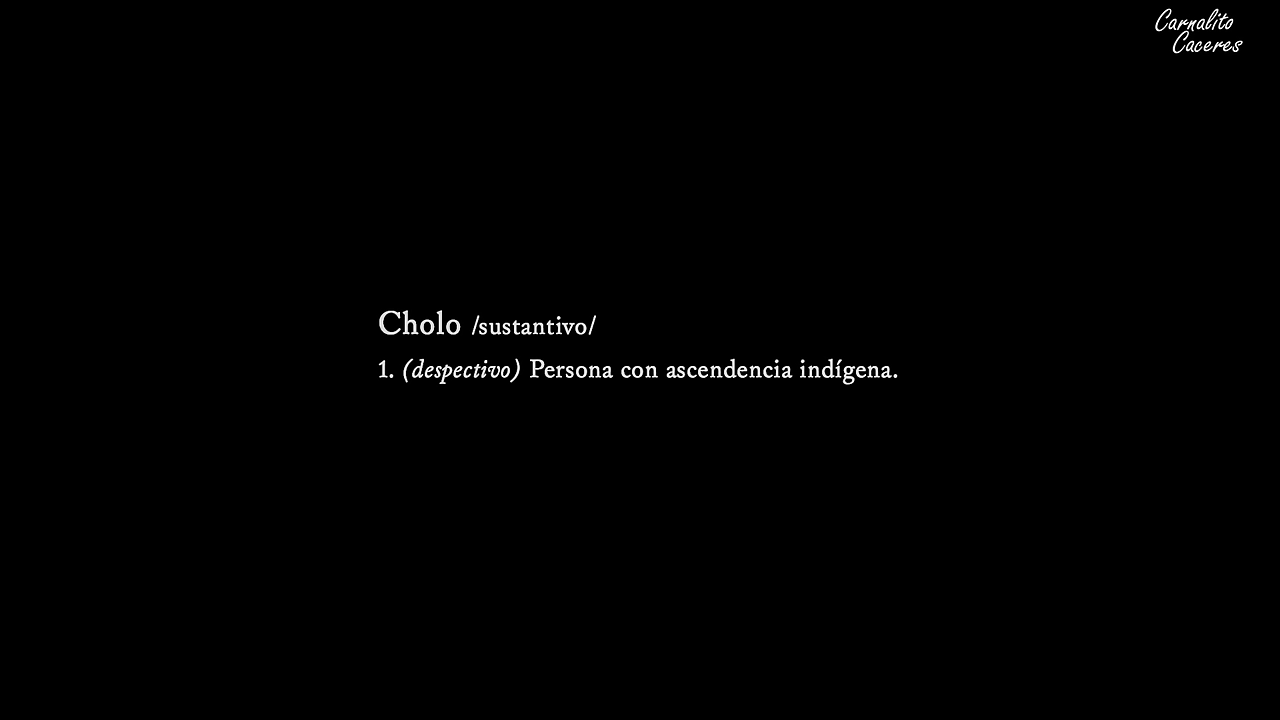 Carnalito
Caceres
Cholo /sustantivo/
1. (despectivo) Persona con ascendencia indígena.